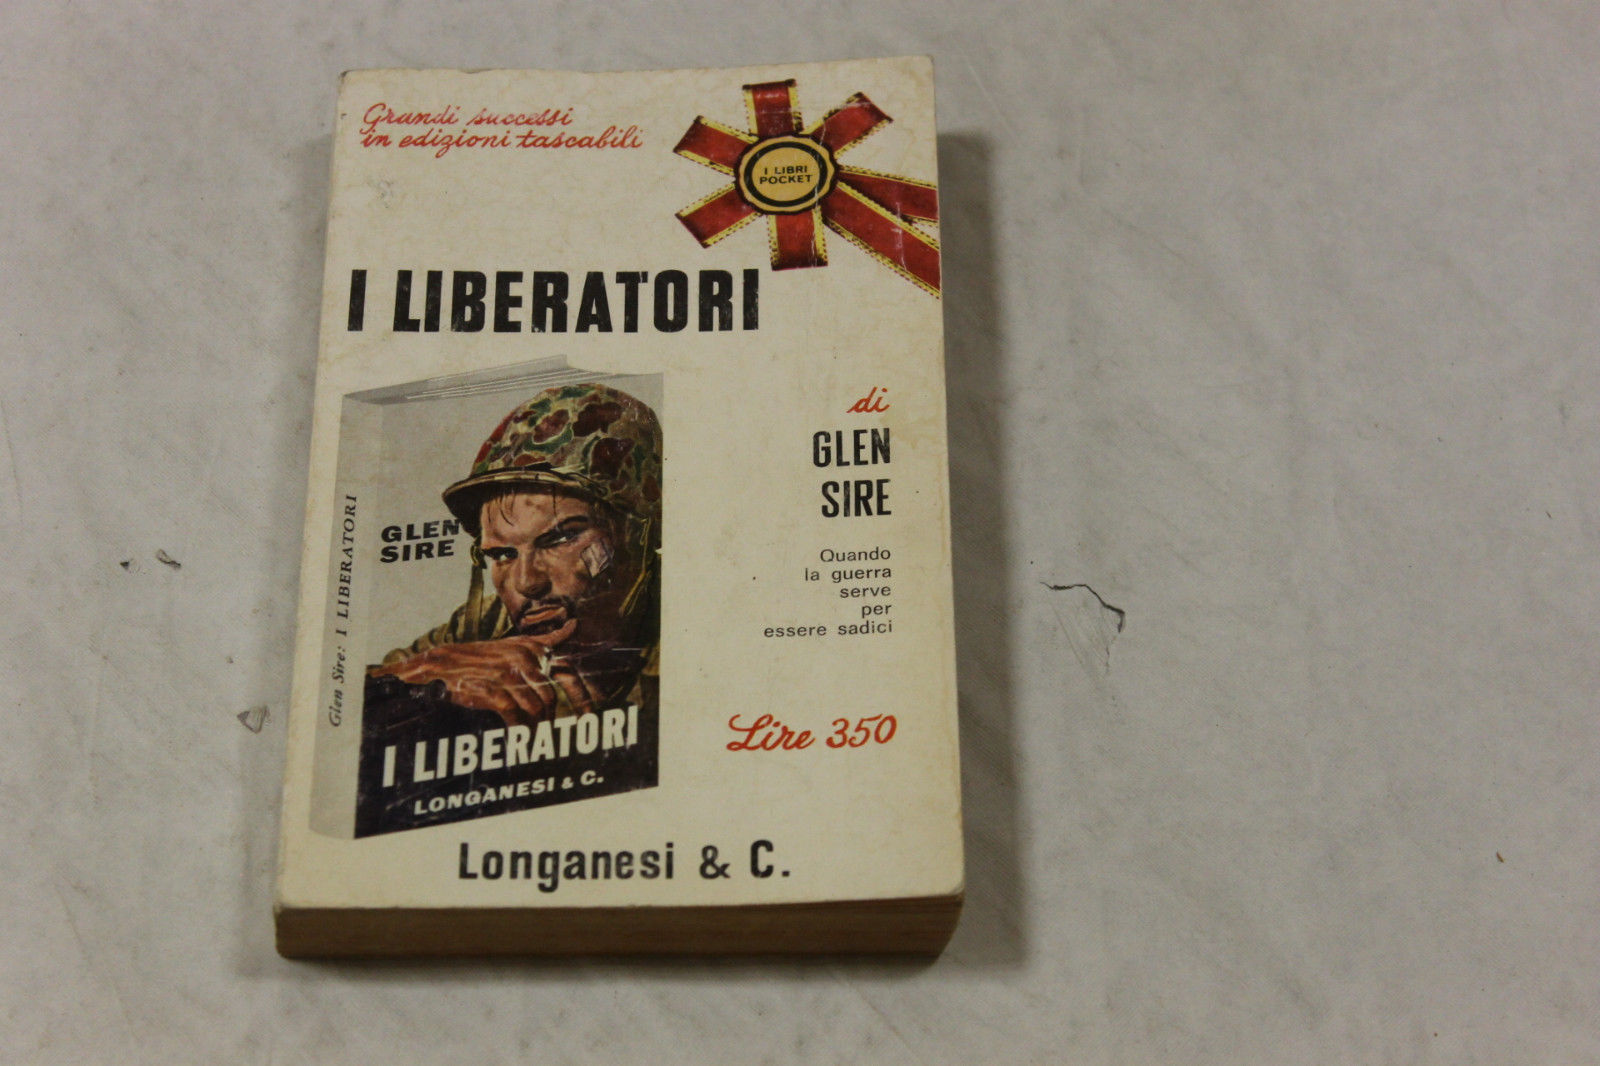 Grandi successi
in edizioni tascabili
I LIBRI
POCKET
I LIBERATORI
di
GLEN
SIRE
Quando
la guerra
serve
per
essere sadici
Lire 350
Glen Sire: I LIBERATORI
GLEN
SIRE
I LIBERATORI
LONGANESI & C.
Longanesi & C.